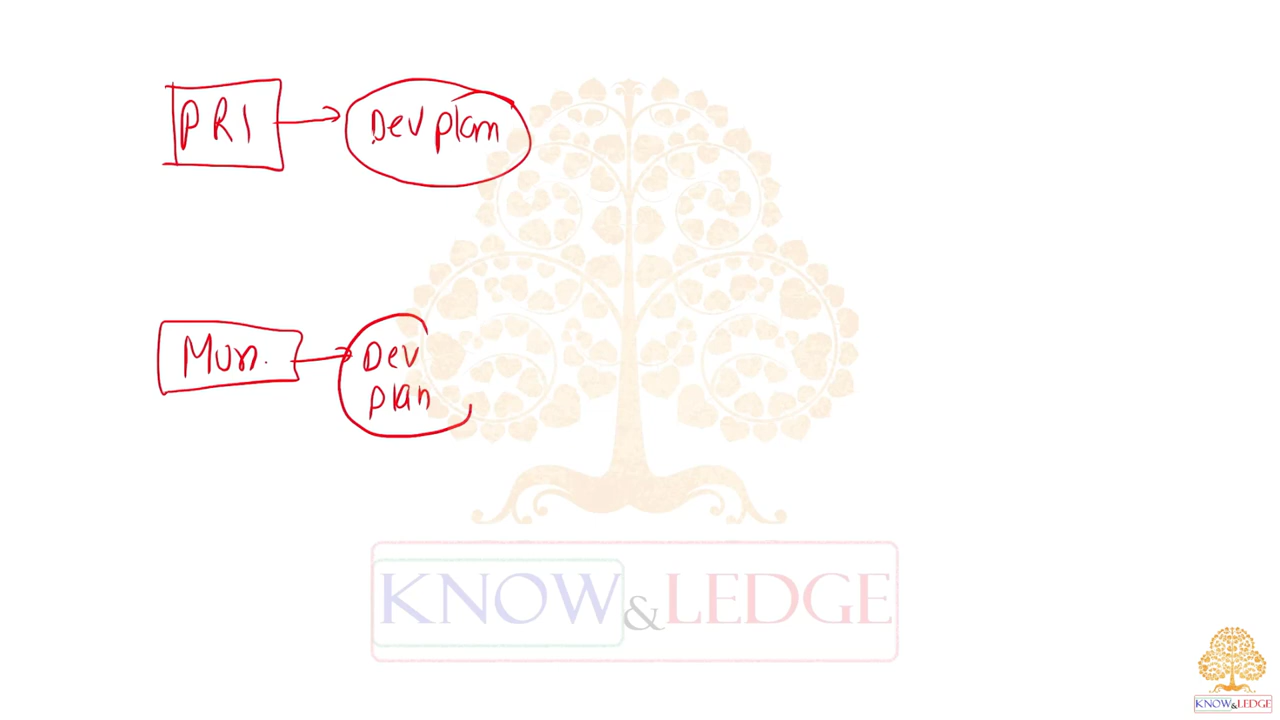 PRI
Dev plan
Mun.
Dev
plan
KNOW&LEDGE
KNOW&LEDGE